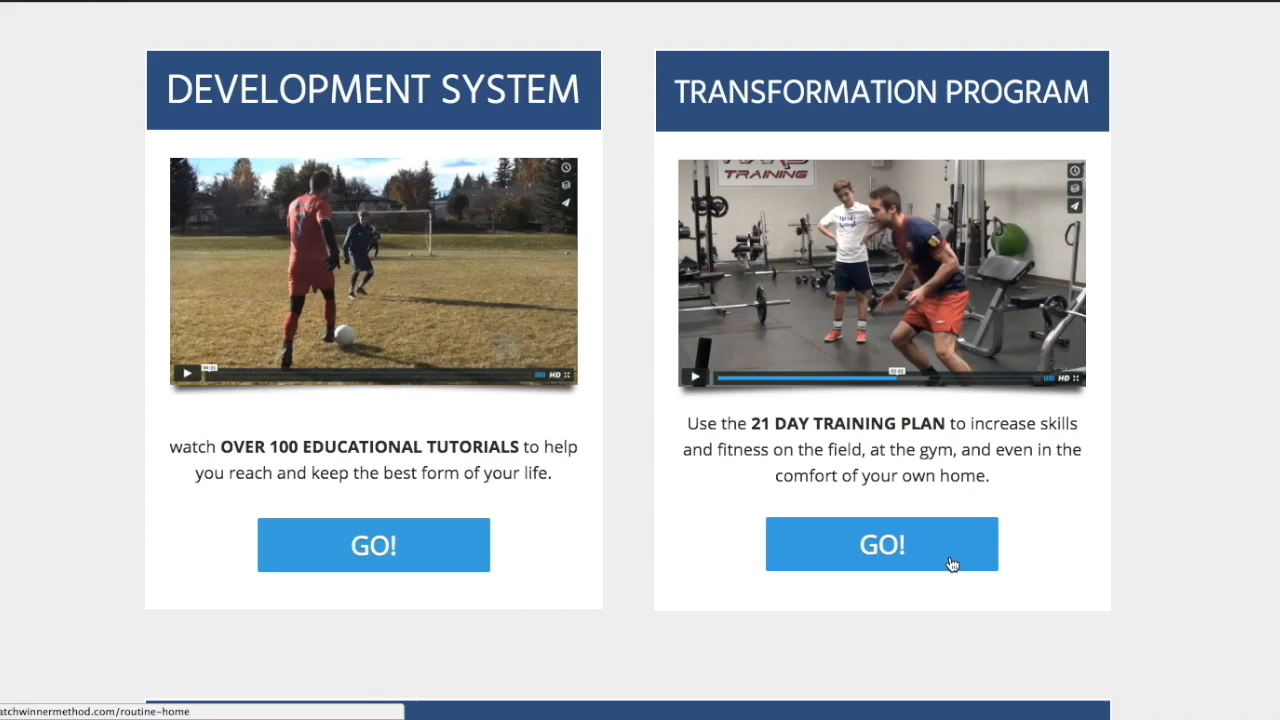 DEVELOPMENT SYSTEM
watch OVER 100 EDUCATIONAL TUTORIALS to help
you reach and keep the best form of your life.
GO!
TRANSFORMATION PROGRAM
TRAINING
HD
Use the 21 DAY TRAINING PLAN to increase skills
and fitness on the field, at the gym, and even in the
comfort of your own home.
GO!
HD
atchwinnermethod.com/routine-home